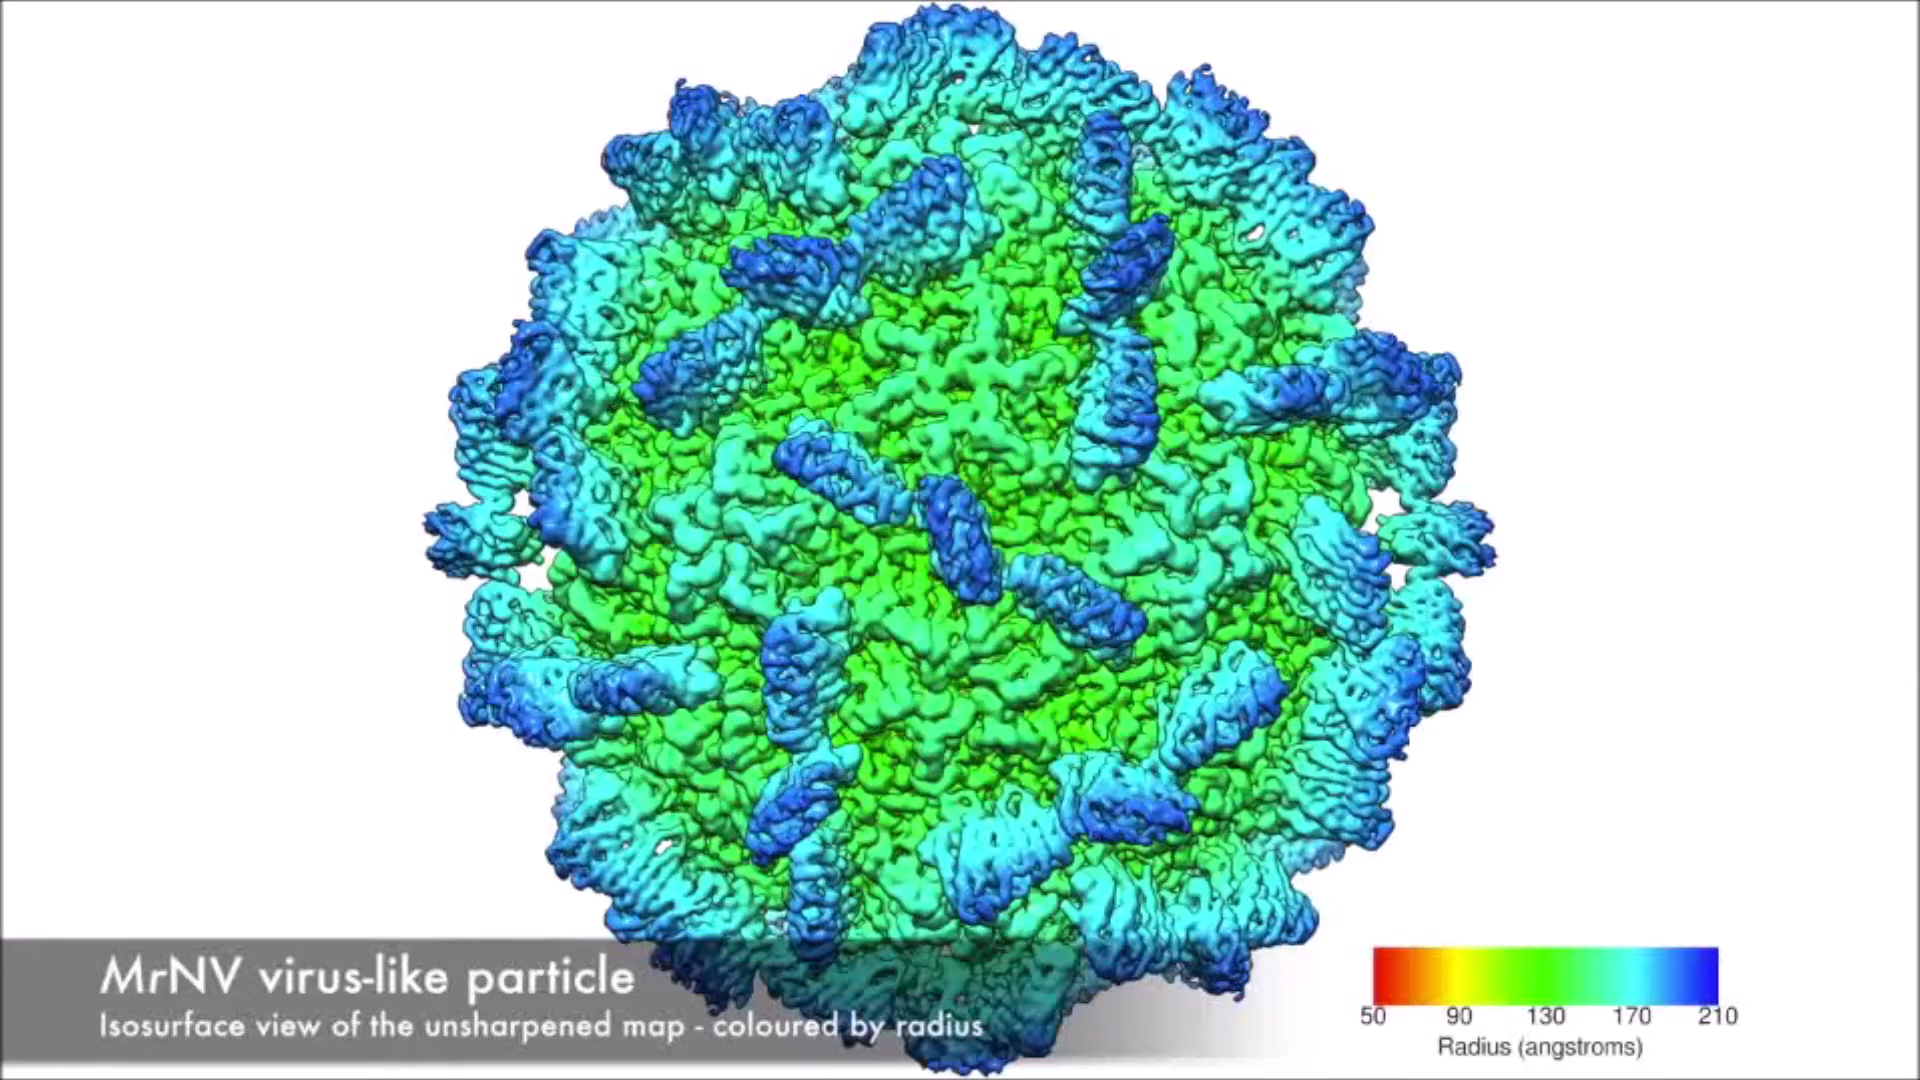 MrNV virus-like particle
Isosurface view of the unsharpened map - coloured by radius
50 90 130 170 210
Radius (angstroms)